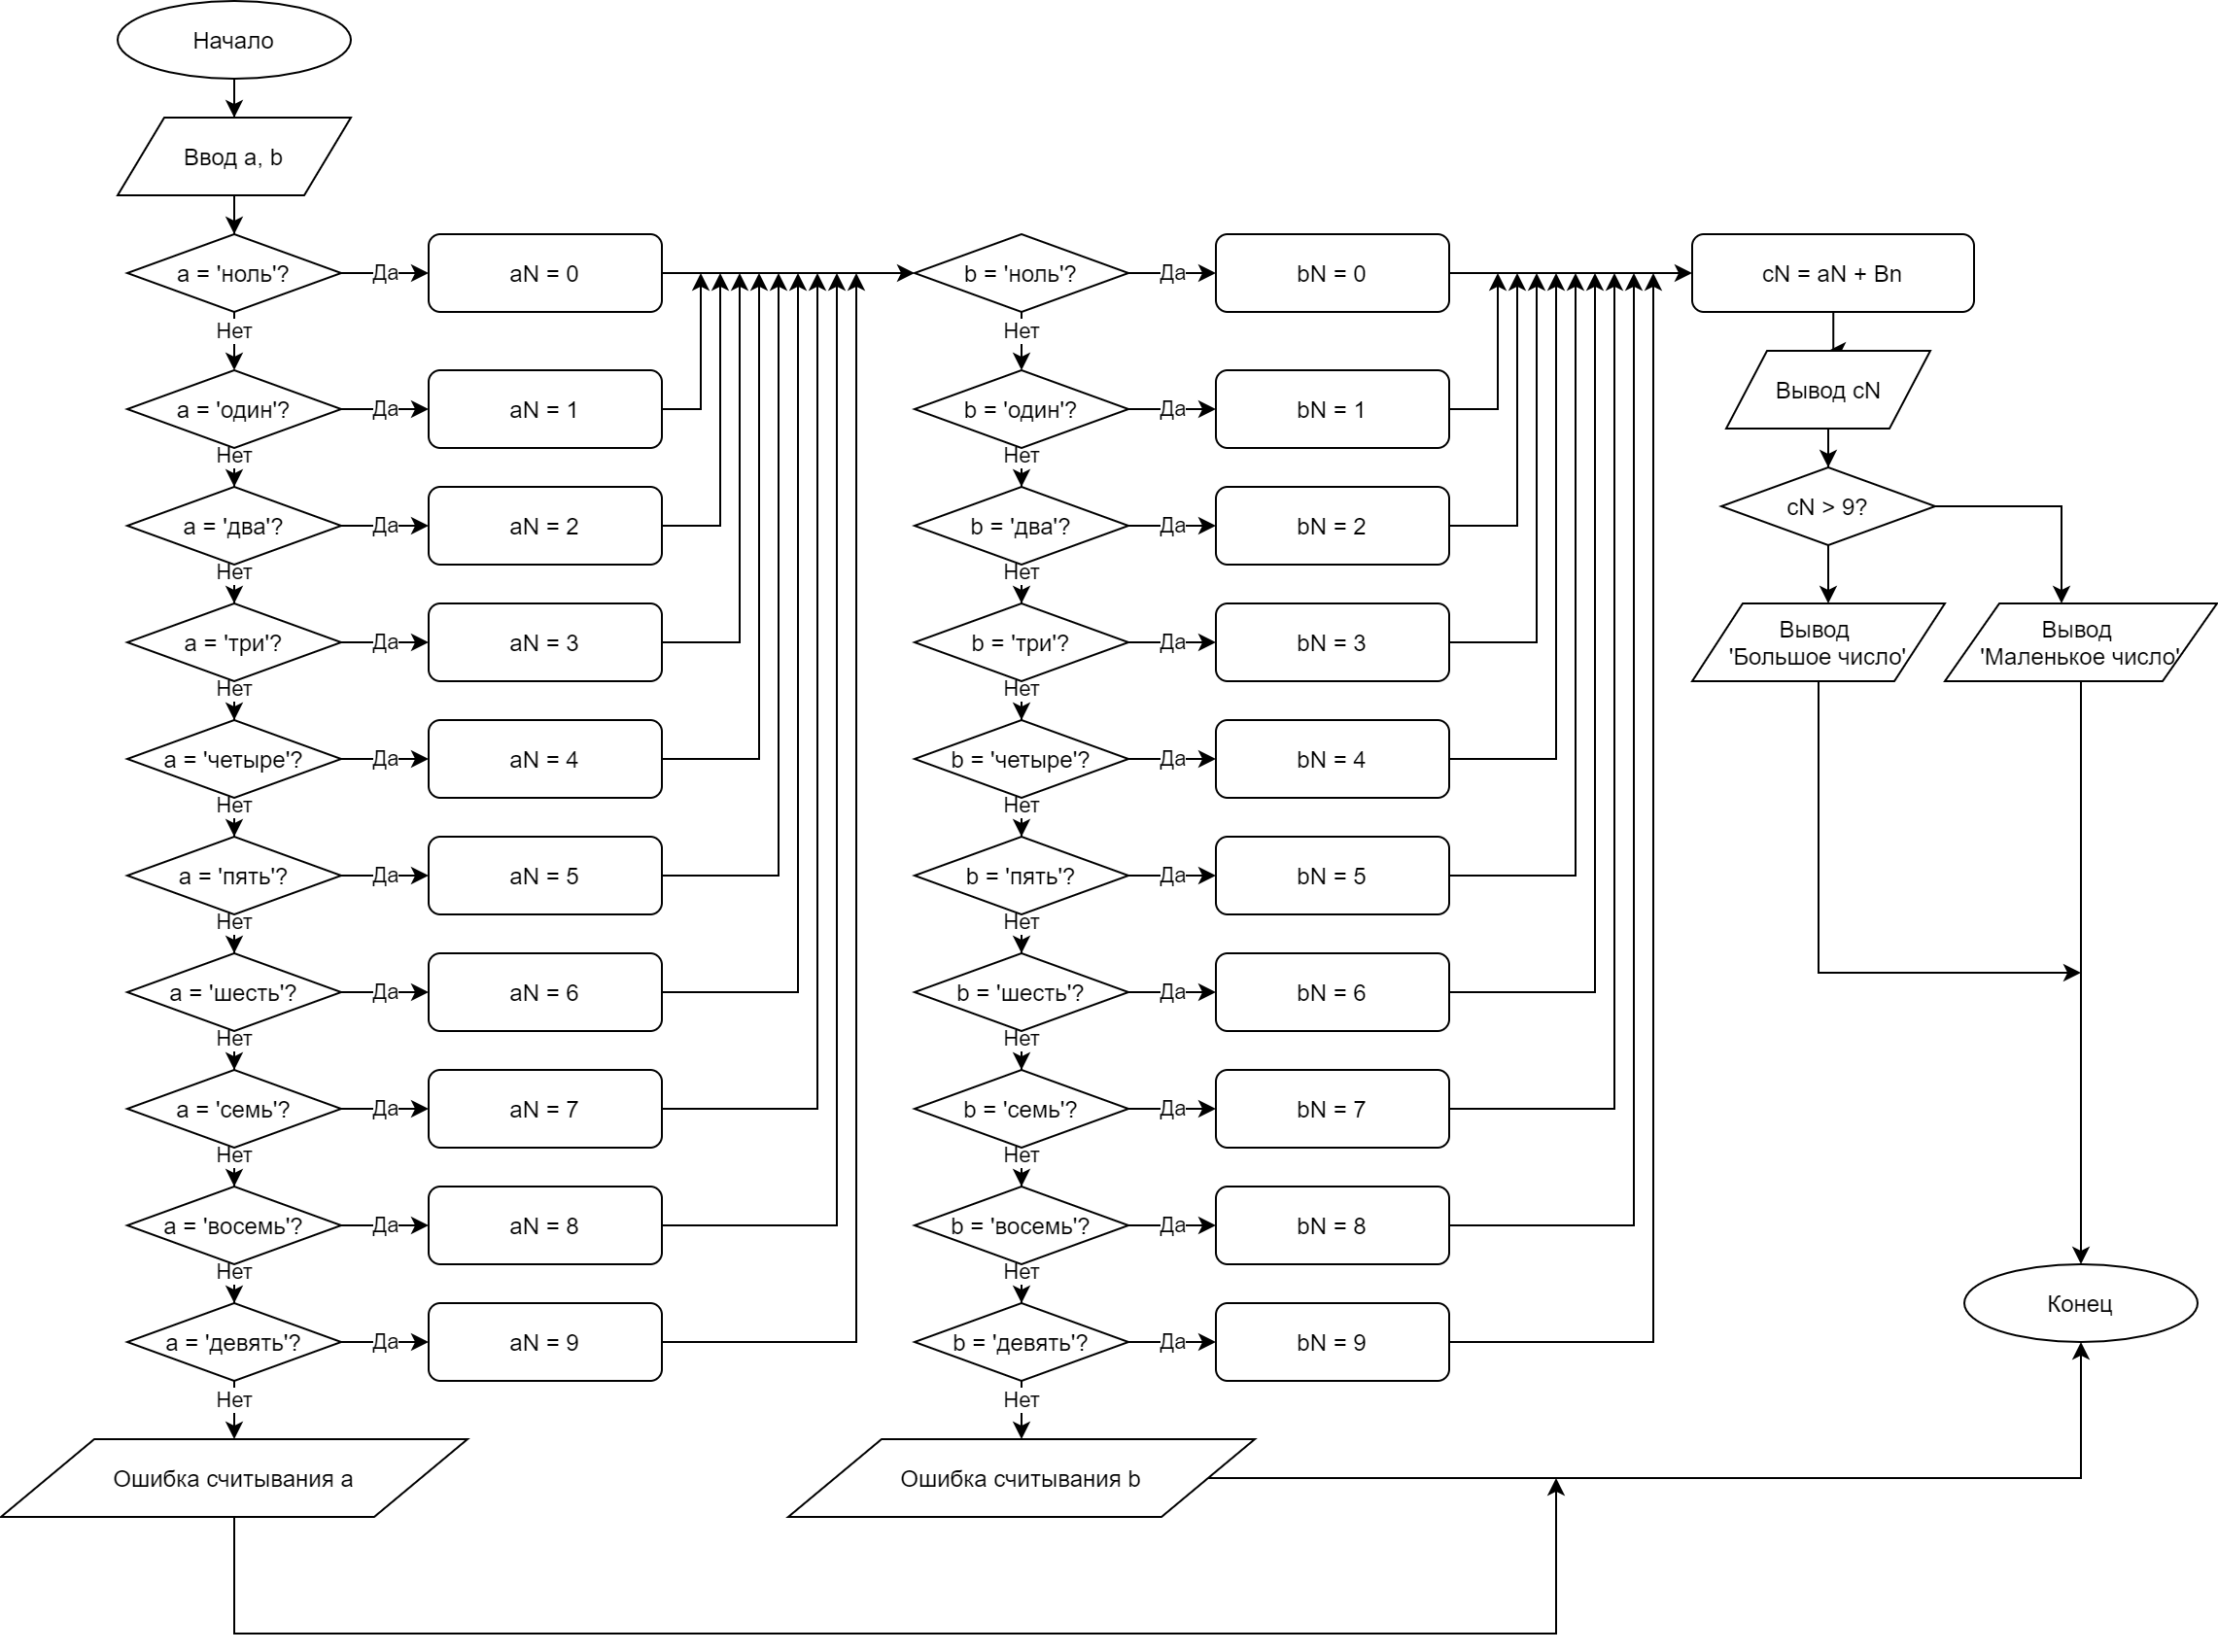 Начало
Ввод a, b
a = 'ноль'?
Да
aN = 0
b = 'ноль'?
Да
bN = 0
cN = aN + Bn
Нет
Нет
Вывод cN
a = 'один'?
Да
aN = 1
b = 'один'?
Да
bN = 1
Нет
Нет
cN > 9?
a = 'два'?
Да
aN = 2
b = 'два'?
Да
bN = 2
Нет
Нет
Вывод
'Большое число'
Вывод
'Маленькое число'
a = 'три'?
Да
aN = 3
b = 'три'?
Да
bN = 3
Нет
Нет
a = 'четыре'?
Да
aN = 4
b = 'четыре'?
Да
bN = 4
Нет
Нет
a = 'пять'?
Да
aN = 5
b = 'пять'?
Да
bN = 5
Нет
Нет
a = 'шесть'?
Да
aN = 6
b = 'шесть'?
Да
bN = 6
Нет
Нет
a = 'семь'?
Да
aN = 7
b = 'семь'?
Да
bN = 7
Нет
Нет
a = 'восемь'?
Да
aN = 8
b = 'восемь'?
Да
bN = 8
Нет
Нет
Конец
a = 'девять'?
Да
aN = 9
b = 'девять'?
Да
bN = 9
Нет
Нет
Ошибка считывания a
Ошибка считывания b